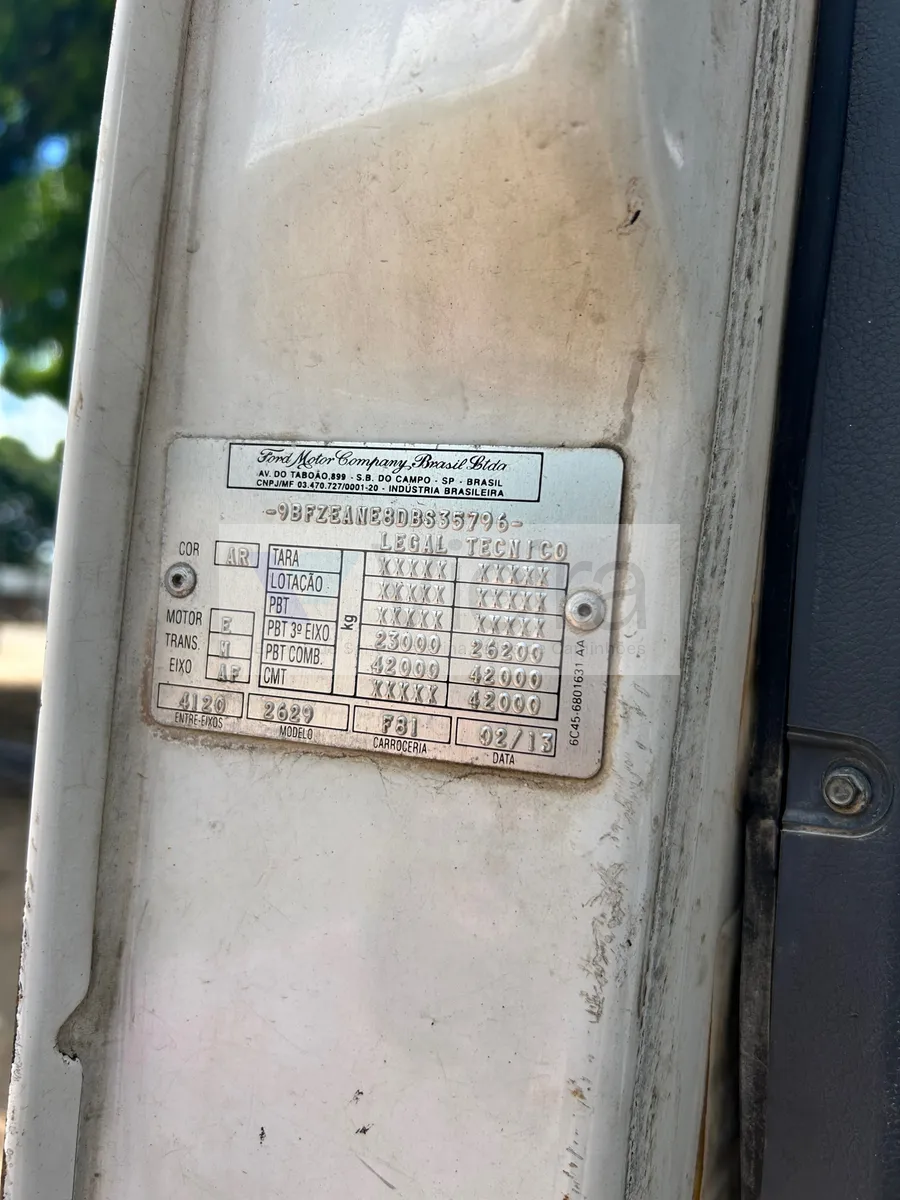 Ford Motor Company Brasil Ltda
AV. DO TABOÃO,899 - S.B. DO CAMPO - SP - BRASIL
CNPJ/MF 03.470.727/0001-20 - INDÚSTRIA BRASILEIRA
-9BFZEANE8DBS35796-
LEGAL TECNICO
COR AR
MOTOR E
TRANS. M
EIXO AF
kg
TARA XXXXX XXXXX
LOTAÇÃO XXXXX XXXXX
PBT XXXXX XXXXX
PBT 3º EIXO 23000 26200
PBT COMB. 42000 42000
CMT XXXXX 42000
4120 2629 F81 02/13
ENTRE-EIXOS MODELO CARROCERIA DATA
6C45-6801631 AA